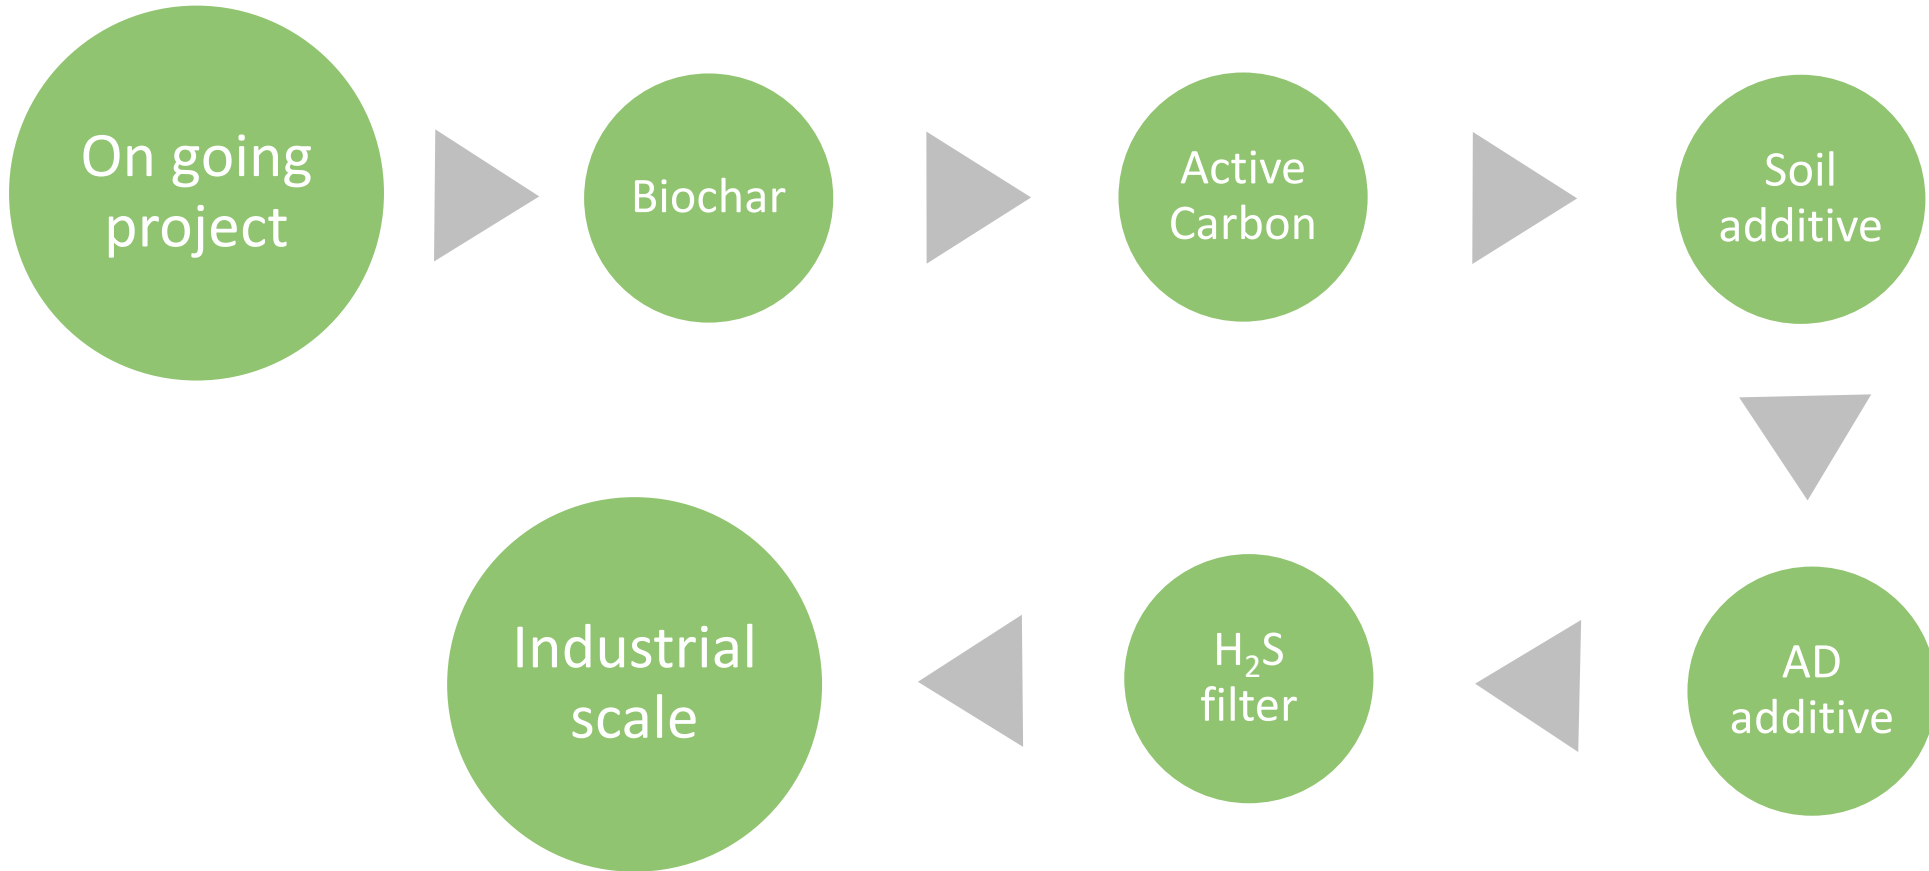 On going
project
Biochar
Active
Carbon
Soil
additive
AD
additive
H₂S
filter
Industrial
scale